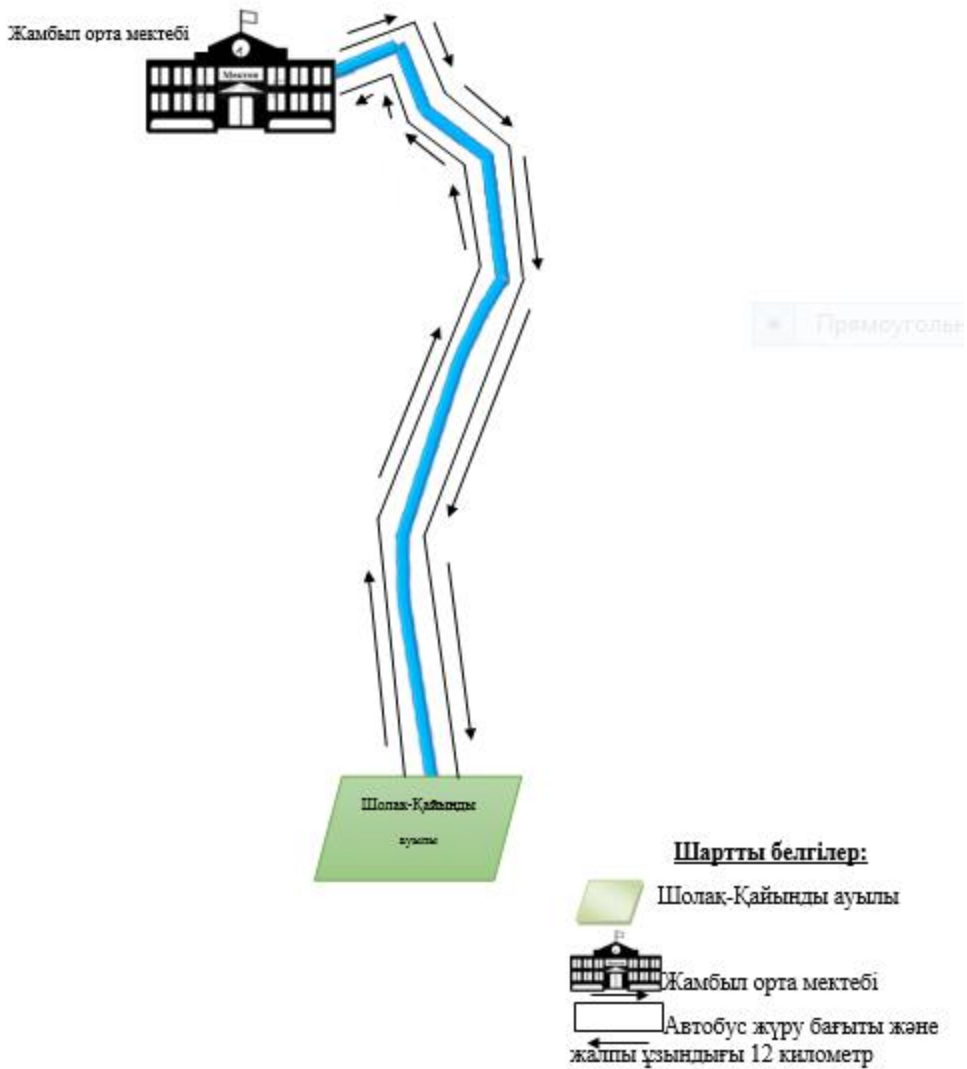 Жамбыл орта мектебі
Мектеп
Прямоуголь
Шолақ-Қайынды
ауылы
Шартты белгілер:
Шолақ-Қайынды ауылы
Жамбыл орта мектебі
Автобус жүру бағыты және
жалпы ұзындығы 12 километр